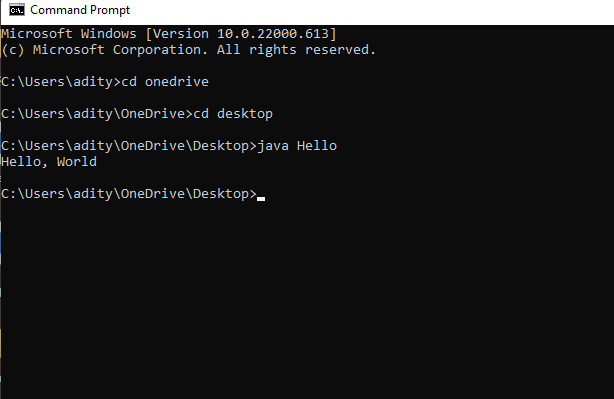 Command Prompt
Microsoft Windows [Version 10.0.22000.613]
(c) Microsoft Corporation. All rights reserved.
C:\Users\adity>cd onedrive
C:\Users\adity\OneDrive>cd desktop
C:\Users\adity\OneDrive\Desktop>java Hello
Hello, World
C:\Users\adity\OneDrive\Desktop>